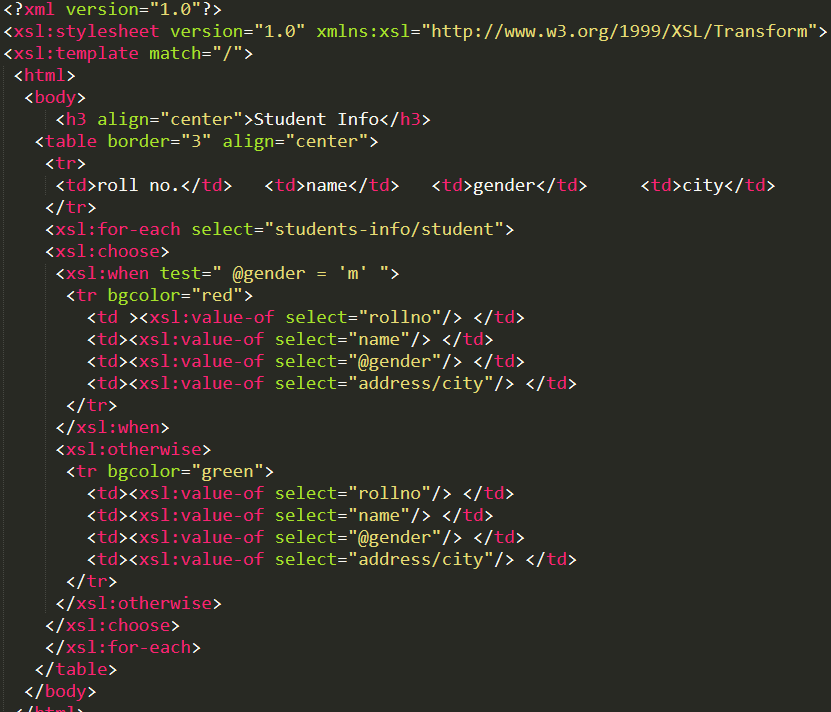 <?xml version="1.0"?>
<xsl:stylesheet version="1.0" xmlns:xsl="http://www.w3.org/1999/XSL/Transform">
<xsl:template match="/">
<html>
<body>
<h3 align="center">Student Info</h3>
<table border="3" align="center">
<tr>
<td>roll no.</td>   <td>name</td>   <td>gender</td>     <td>city</td>
</tr>
<xsl:for-each select="students-info/student">
<xsl:choose>
<xsl:when test=" @gender = 'm' ">
<tr bgcolor="red">
<td ><xsl:value-of select="rollno"/> </td>
<td><xsl:value-of select="name"/> </td>
<td><xsl:value-of select="@gender"/> </td>
<td><xsl:value-of select="address/city"/> </td>
</tr>
</xsl:when>
<xsl:otherwise>
<tr bgcolor="green">
<td><xsl:value-of select="rollno"/> </td>
<td><xsl:value-of select="name"/> </td>
<td><xsl:value-of select="@gender"/> </td>
<td><xsl:value-of select="address/city"/> </td>
</tr>
</xsl:otherwise>
</xsl:choose>
</xsl:for-each>
</table>
</body>
</html>